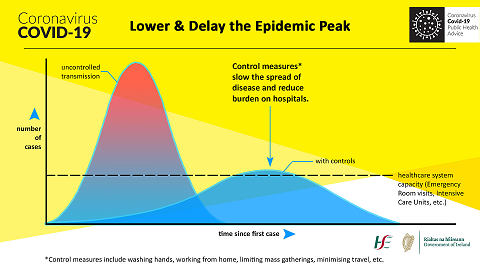 Coronavirus
COVID-19
Lower & Delay the Epidemic Peak
Coronavirus
Covid-19
Public Health
Advice
uncontrolled
transmission
Control measures*
slow the spread of
disease and reduce
burden on hospitals.
number
of
cases
with controls
healthcare system
capacity (Emergency
Room visits, Intensive
Care Units, etc.)
time since first case
Rialtas na hÉireann
Government of Ireland
*Control measures include washing hands, working from home, limiting mass gatherings, minimising travel, etc.